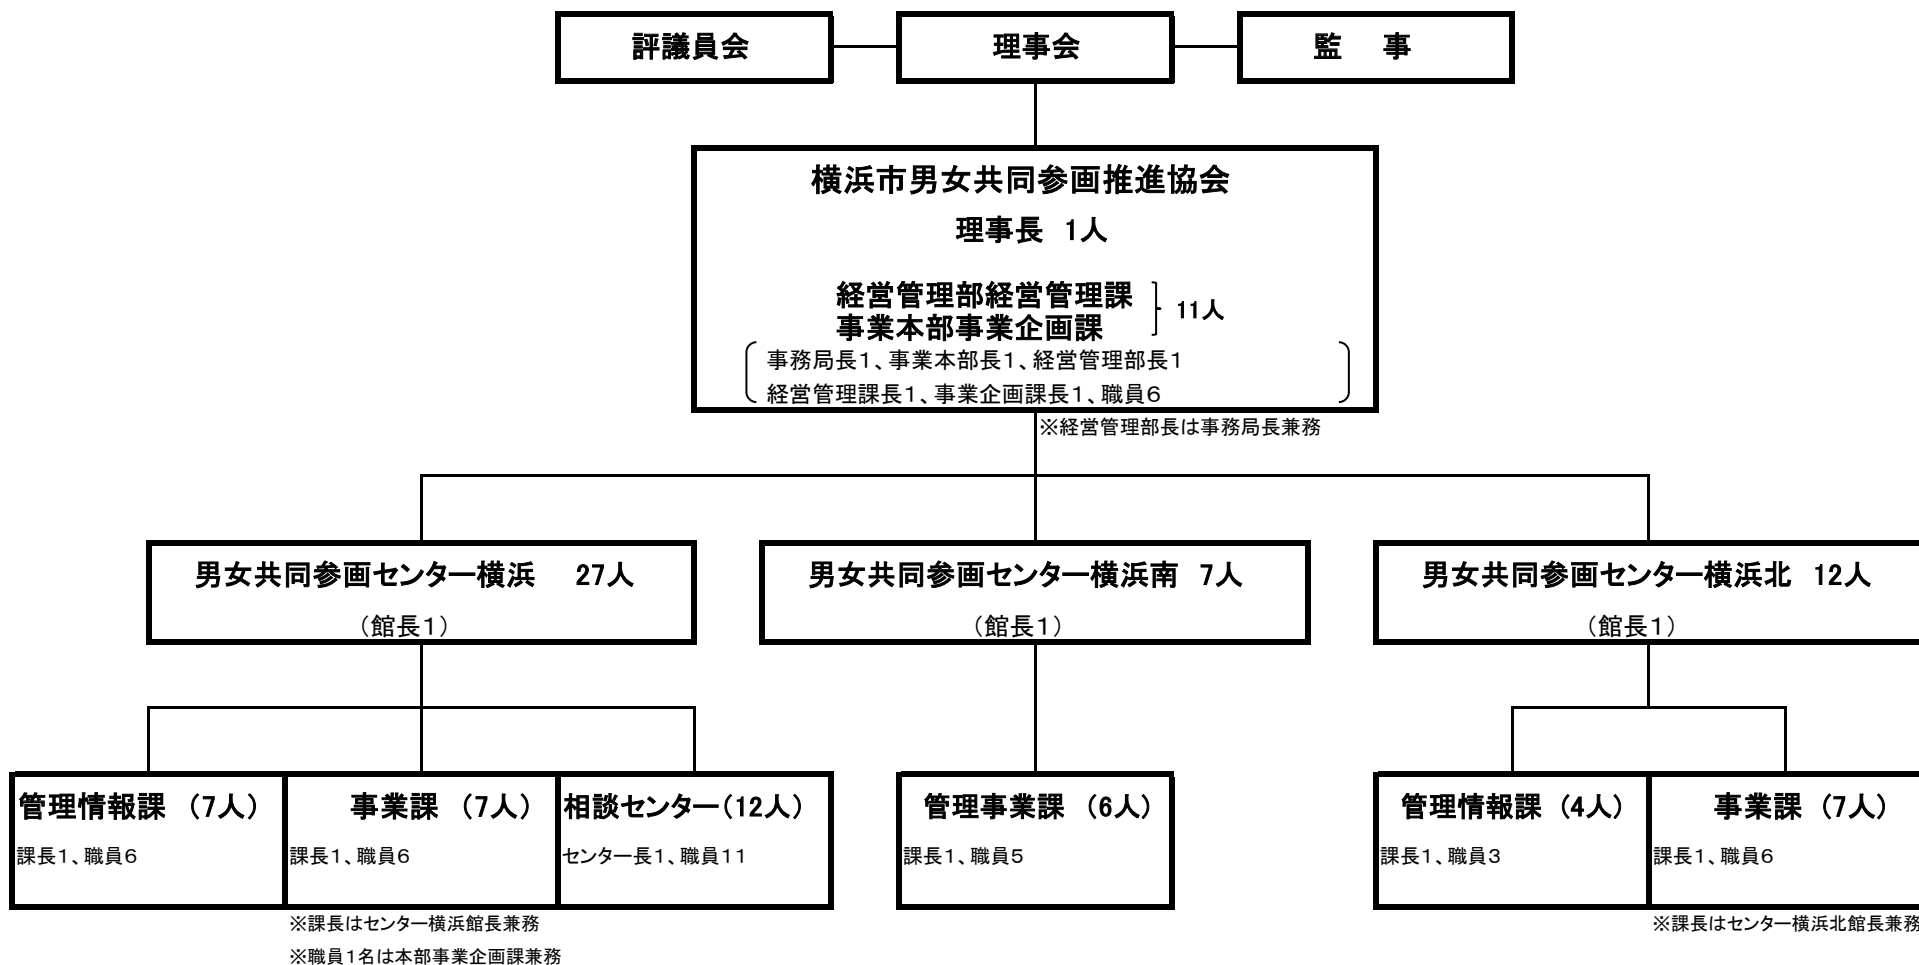 評議員会
理事会
監　事
横浜市男女共同参画推進協会
理事長　1人
経営管理部経営管理課
事業本部事業企画課
11人
事務局長1、事業本部長1、経営管理部長1
経営管理課長1、事業企画課長1、職員6
※経営管理部長は事務局長兼務
男女共同参画センター横浜　27人
（館長1）
男女共同参画センター横浜南　7人
（館長1）
男女共同参画センター横浜北　12人
（館長1）
管理情報課　（7人）
課長1、職員6
事業課　（7人）
課長1、職員6
相談センター（12人）
センター長1、職員11
管理事業課　（6人）
課長1、職員5
管理情報課　（4人）
課長1、職員3
事業課　（7人）
課長1、職員6
※課長はセンター横浜館長兼務
※職員1名は本部事業企画課兼務
※課長はセンター横浜北館長兼務